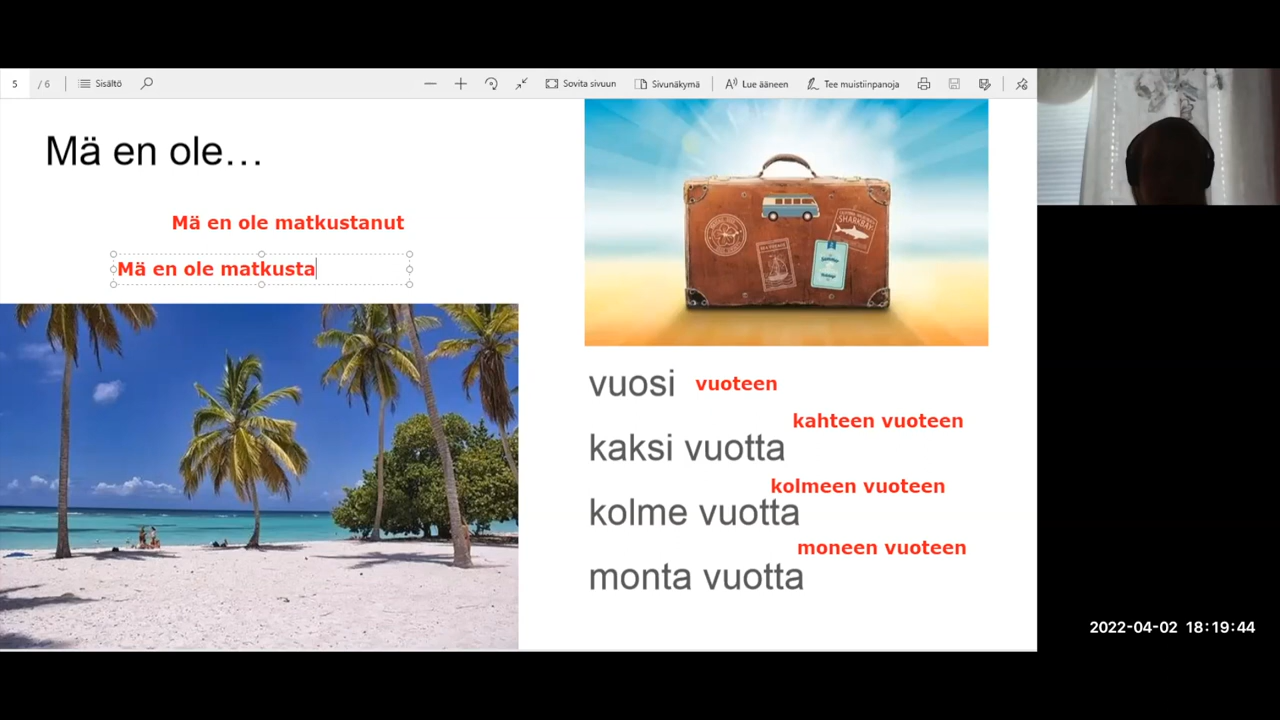 5 / 6 Sisältö Sovita sivuun Sivunäkymä Lue ääneen Tee muistiinpanoja
Mä en ole...
Mä en ole matkustanut
Mä en ole matkusta
SHARKBAY
vuosi vuoteen
kahteen vuoteen
kaksi vuotta
kolmeen vuoteen
kolme vuotta
moneen vuoteen
monta vuotta
2022-04-02 18:19:44